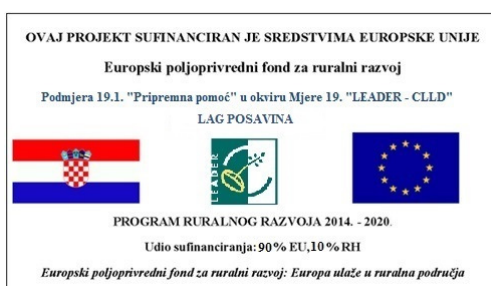 OVAJ PROJEKT SUFINANCIRAN JE SREDSTVIMA EUROPSKE UNIJE
Europski poljoprivredni fond za ruralni razvoj
Podmjera 19.1. "Pripremna pomoć" u okviru Mjere 19. "LEADER - CLLD"
LAG POSAVINA
LEADER
PROGRAM RURALNOG RAZVOJA 2014. - 2020.
Udio sufinanciranja: 90% EU,10% RH
Europski poljoprivredni fond za ruralni razvoj: Europa ulaže u ruralna područja